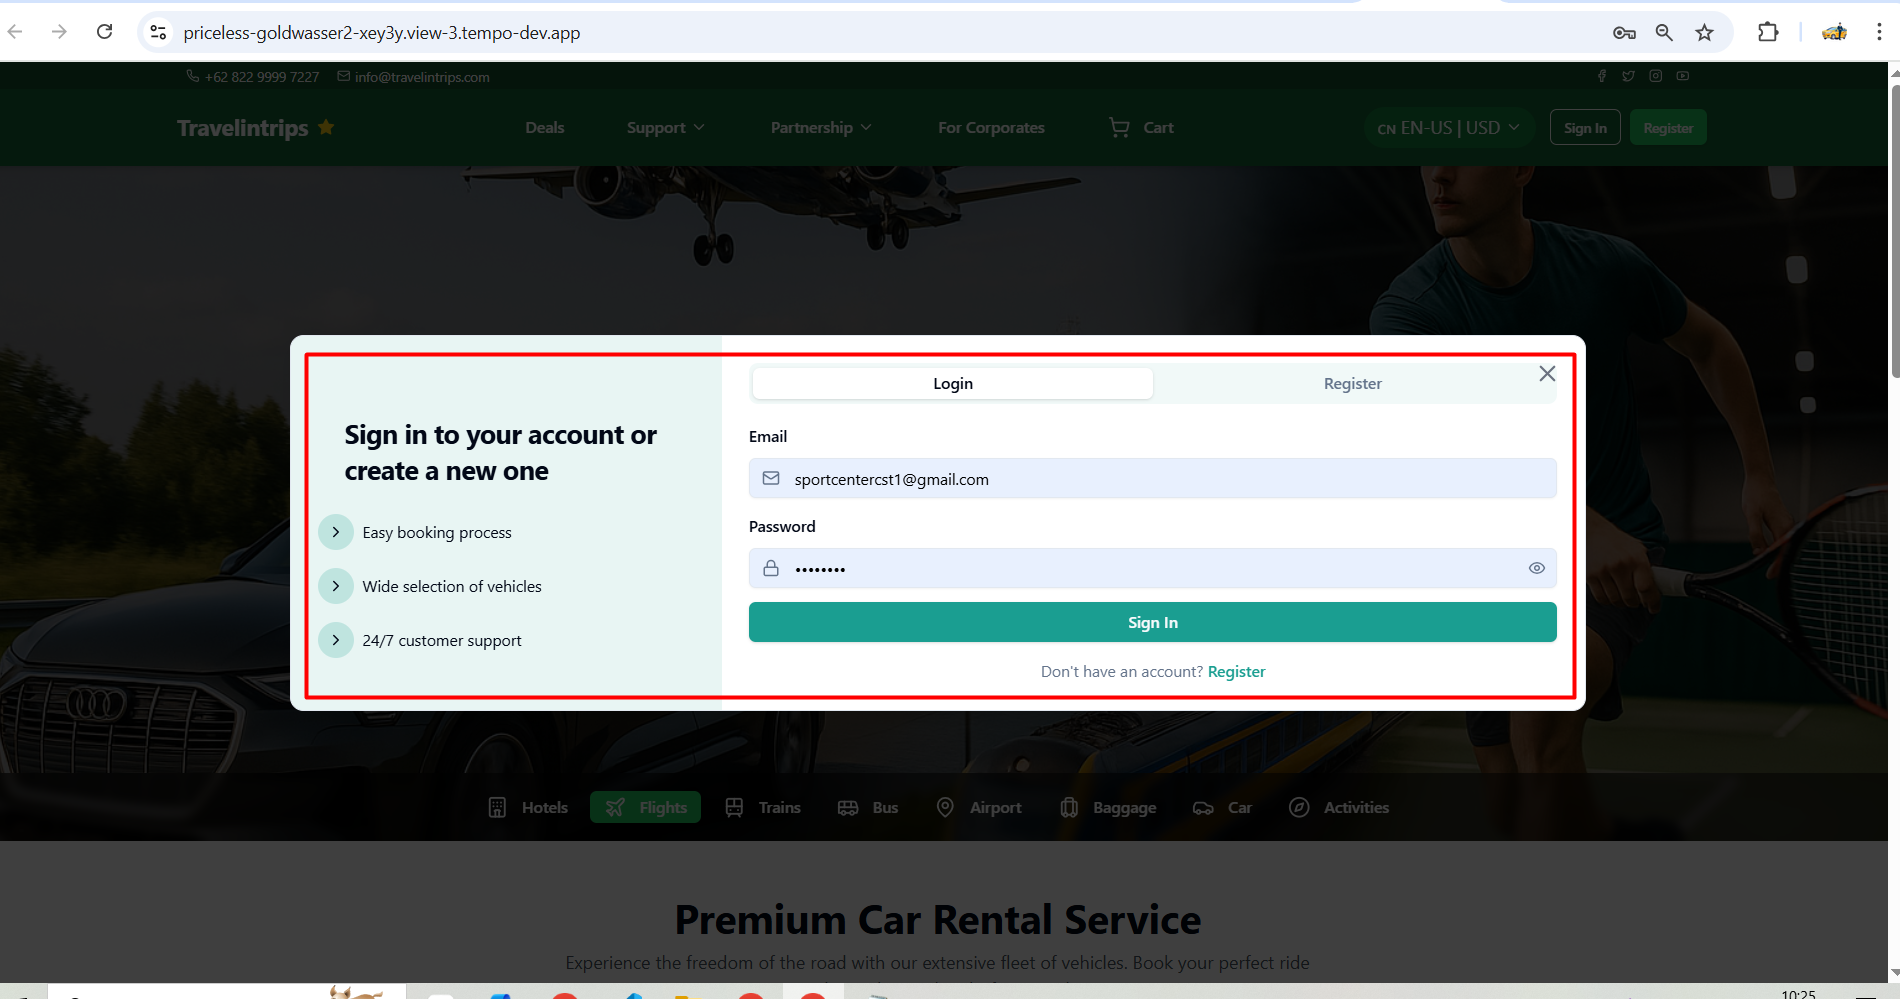 priceless-goldwasser2-xey3y.view-3.tempo-dev.app
+62 822 9999 7227 info@travelintrips.com
Travelintrips Deals Support Partnership For Corporates Cart CN EN-US | USD Sign In Register
Login Register
Sign in to your account or
create a new one
Easy booking process
Wide selection of vehicles
24/7 customer support
Email
sportcentercst1@gmail.com
Password
••••••••
Sign In
Don't have an account? Register
Hotels Flights Trains Bus Airport Baggage Car Activities
Premium Car Rental Service
Experience the freedom of the road with our extensive fleet of vehicles. Book your perfect ride
10:25